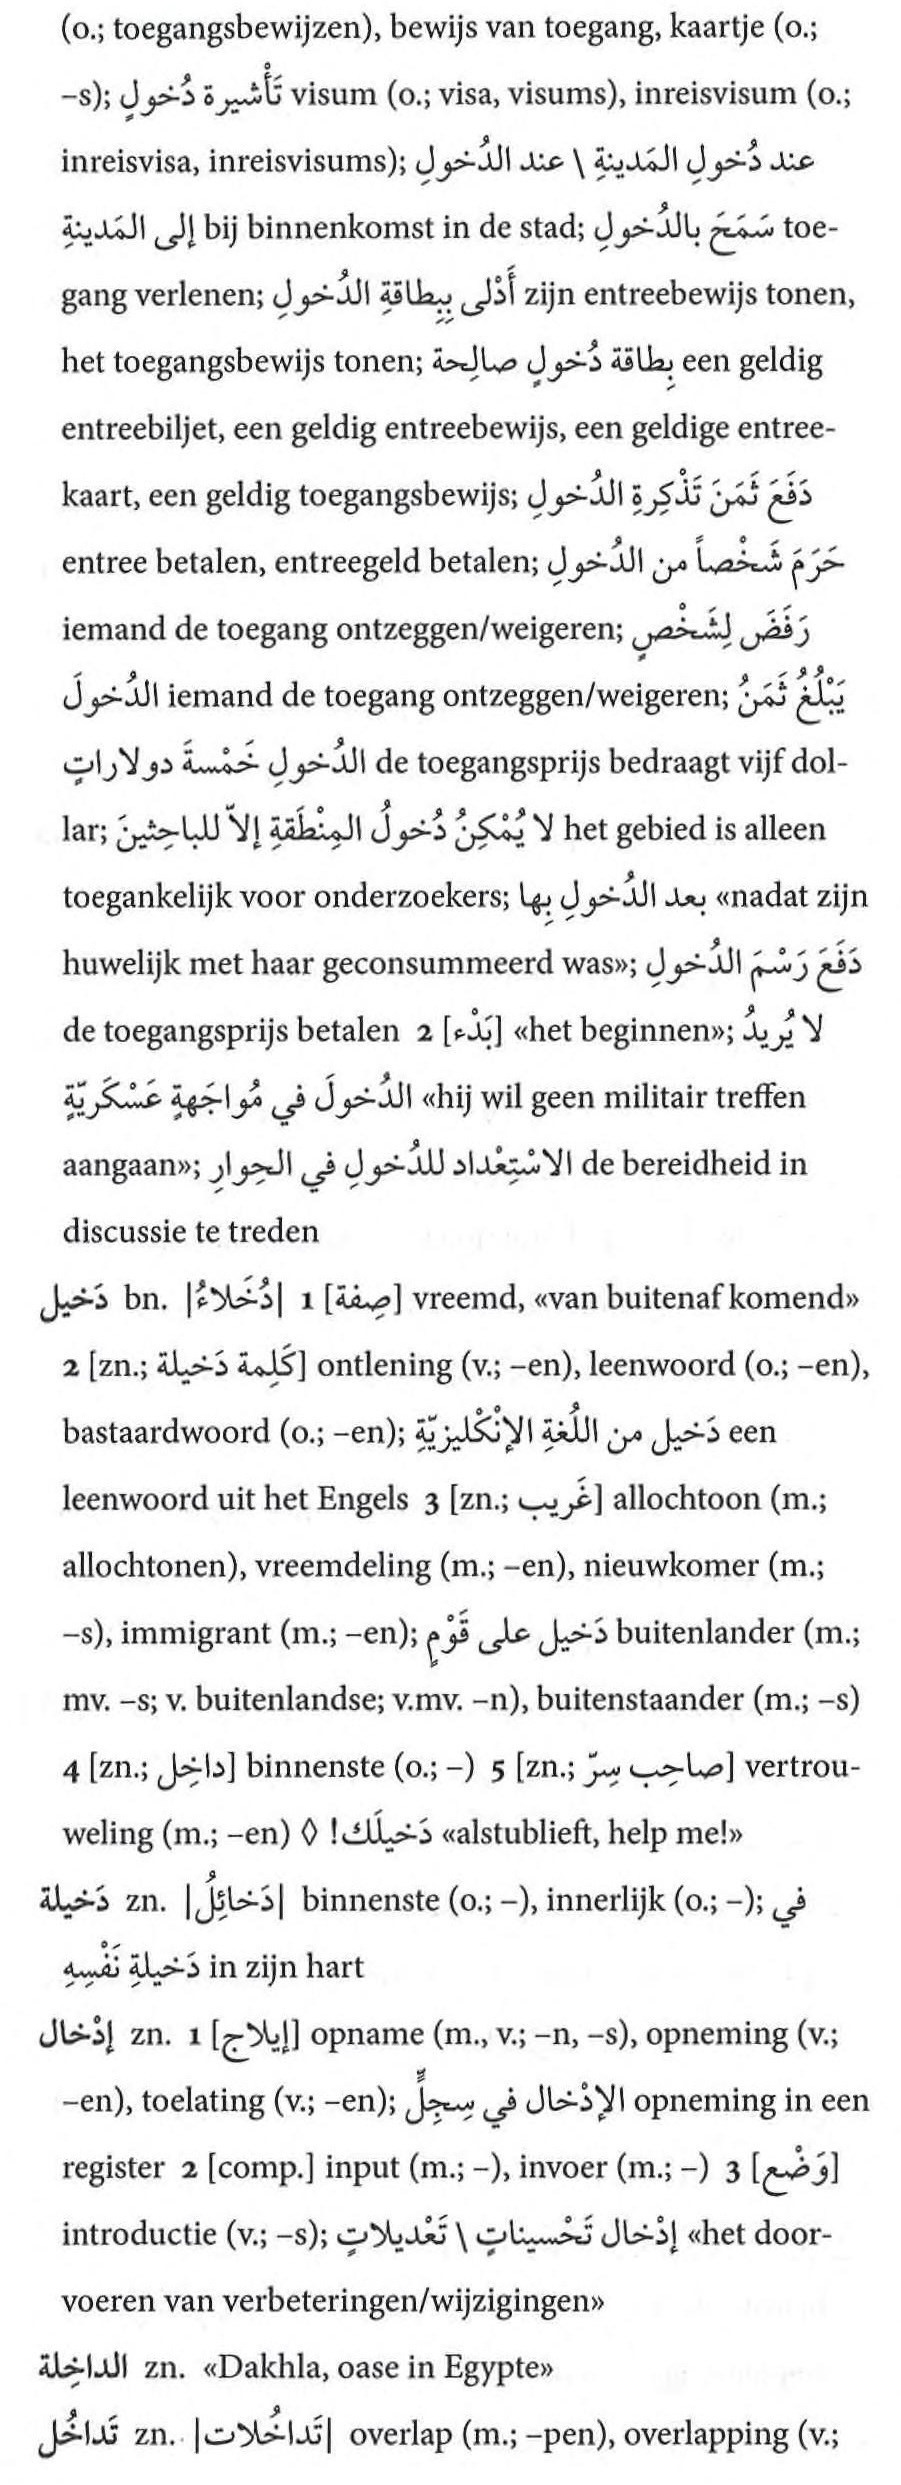 (o.; toegangsbewijzen), bewijs van toegang, kaartje (o.;
–s); تَأْشيرة دُخولٍ visum (o.; visa, visums), inreisvisum (o.;
inreisvisa, inreisvisums); عند دُخولِ المَدينةِ \ عند الدُخولِ
إلى المَدينةِ bij binnenkomst in de stad; سَمَحَ بالدُخولِ toe-
gang verlenen; أَدْلى بِبِطاقةِ الدُخولِ zijn entreebewijs tonen,
het toegangsbewijs tonen; بِطاقة دُخولٍ صالِحة een geldig
entreebiljet, een geldig entreebewijs, een geldige entree-
kaart, een geldig toegangsbewijs; دَفَعَ ثَمَنَ تَذْكِرةِ الدُخولِ
entree betalen, entreegeld betalen; حَرَمَ شَخْصاً من الدُخولِ
iemand de toegang ontzeggen/weigeren; رَفَضَ لِشَخْصٍ
الدُخولَ iemand de toegang ontzeggen/weigeren; يَبْلُغُ ثَمَنُ
الدُخولِ خَمْسةَ دولاراتٍ de toegangsprijs bedraagt vijf dol-
lar; لا يُمْكِنُ دُخولُ المِنْطَقةِ إلاّ للباحِثينَ het gebied is alleen
toegankelijk voor onderzoekers; بعد الدُخولِ بِها «nadat zijn
huwelijk met haar geconsummeerd was»; دَفَعَ رَسْمَ الدُخولِ
de toegangsprijs betalen 2 [بَدْء] «het beginnen»; لا يُريدُ
الدُخولَ في مُواجَهةٍ عَسْكَريّةٍ «hij wil geen militair treffen
aangaan»; الاسْتِعْداد للدُخولِ في الحِوارِ de bereidheid in
discussie te treden
دَخيل bn. |دُخَلاءُ| 1 [صِفة] vreemd, «van buitenaf komend»
2 [zn.; كَلِمة دَخيلة] ontlening (v.; –en), leenwoord (o.; –en),
bastaardwoord (o.; –en); دَخيل من اللُغةِ الإنْكْليزيّةِ een
leenwoord uit het Engels 3 [zn.; غَريب] allochtoon (m.;
allochtonen), vreemdeling (m.; –en), nieuwkomer (m.;
–s), immigrant (m.; –en); دَخيل على قَوْمٍ buitenlander (m.;
mv. –s; v. buitenlandse; v.mv. –n), buitenstaander (m.; –s)
4 [zn.; داخِل] binnenste (o.; –) 5 [zn.; صاحِب سِرّ] vertrou-
weling (m.; –en) ◊ دَخيلَك! «alstublieft, help me!»
دَخيلة zn. |دَخائِلُ| binnenste (o.; –), innerlijk (o.; –); في
دَخيلةِ نَفْسِهِ in zijn hart
إدْخال zn. 1 [إيلاج] opname (m., v.; –n, –s), opneming (v.;
–en), toelating (v.; –en); الإدْخال في سِجِلٍّ opneming in een
register 2 [comp.] input (m.; –), invoer (m.; –) 3 [وَضْع]
introductie (v.; –s); إدْخال تَحْسيناتٍ \ تَعْديلاتٍ «het door-
voeren van verbeteringen/wijzigingen»
الداخِلة zn. «Dakhla, oase in Egypte»
تَداخُل zn. |تَداخُلات| overlap (m.; –pen), overlapping (v.;